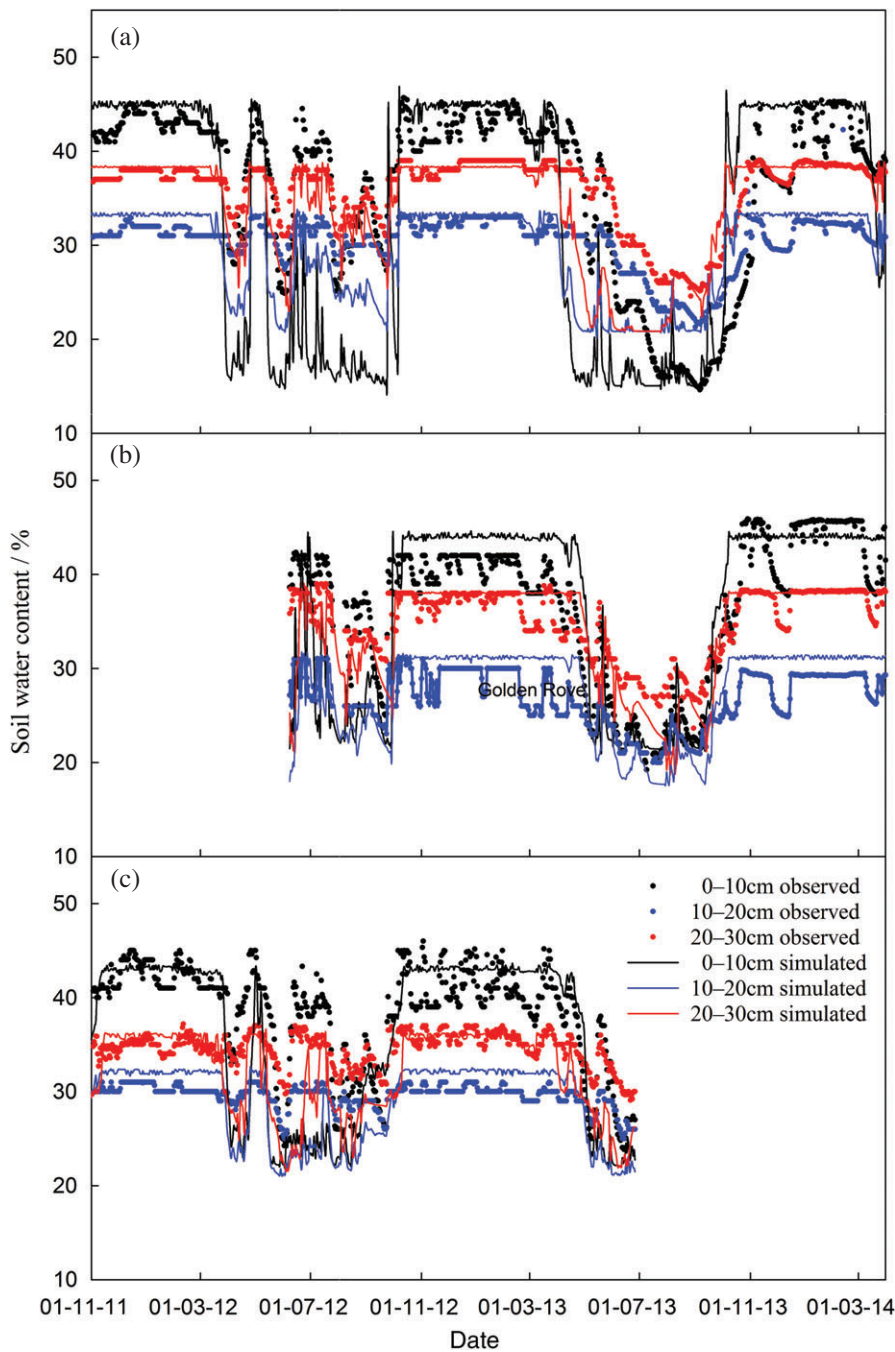 (a)
50
40
30
20
10
(b)
50
40
30
20
10
Golden Rove
Soil water content / %
(c)
50
40
30
20
10
0–10cm observed
10–20cm observed
20–30cm observed
0–10cm simulated
10–20cm simulated
20–30cm simulated
01-11-11 01-03-12 01-07-12 01-11-12 01-03-13 01-07-13 01-11-13 01-03-14
Date